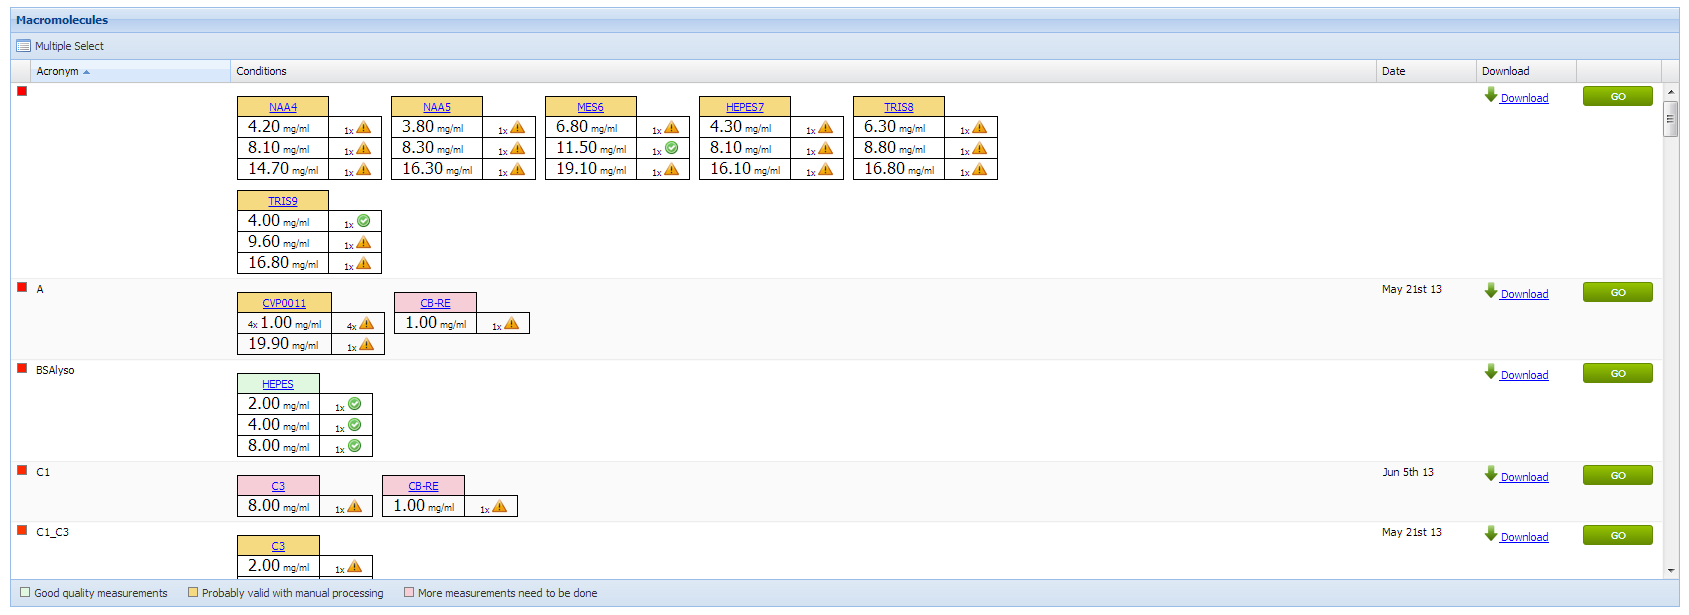 Macromolecules
Multiple Select
Acronym Conditions Date Download
NAA4 NAA5 MES6 HEPES7 TRIS8 Download GO
4.20 mg/ml 1x 3.80 mg/ml 1x 6.80 mg/ml 1x 4.30 mg/ml 1x 6.30 mg/ml 1x
8.10 mg/ml 1x 8.30 mg/ml 1x 11.50 mg/ml 1x 8.10 mg/ml 1x 8.80 mg/ml 1x
14.70 mg/ml 1x 16.30 mg/ml 1x 19.10 mg/ml 1x 16.10 mg/ml 1x 16.80 mg/ml 1x
TRIS9
4.00 mg/ml 1x
9.60 mg/ml 1x
16.80 mg/ml 1x
A May 21st 13 Download GO
CVP0011 CB-RE
4x 1.00 mg/ml 4x 1.00 mg/ml 1x
19.90 mg/ml 1x
BSAlyso Download GO
HEPES
2.00 mg/ml 1x
4.00 mg/ml 1x
8.00 mg/ml 1x
C1 Jun 5th 13 Download GO
C3 CB-RE
8.00 mg/ml 1x 1.00 mg/ml 1x
C1_C3 May 21st 13 Download GO
C3
2.00 mg/ml 1x
Good quality measurements Probably valid with manual processing More measurements need to be done